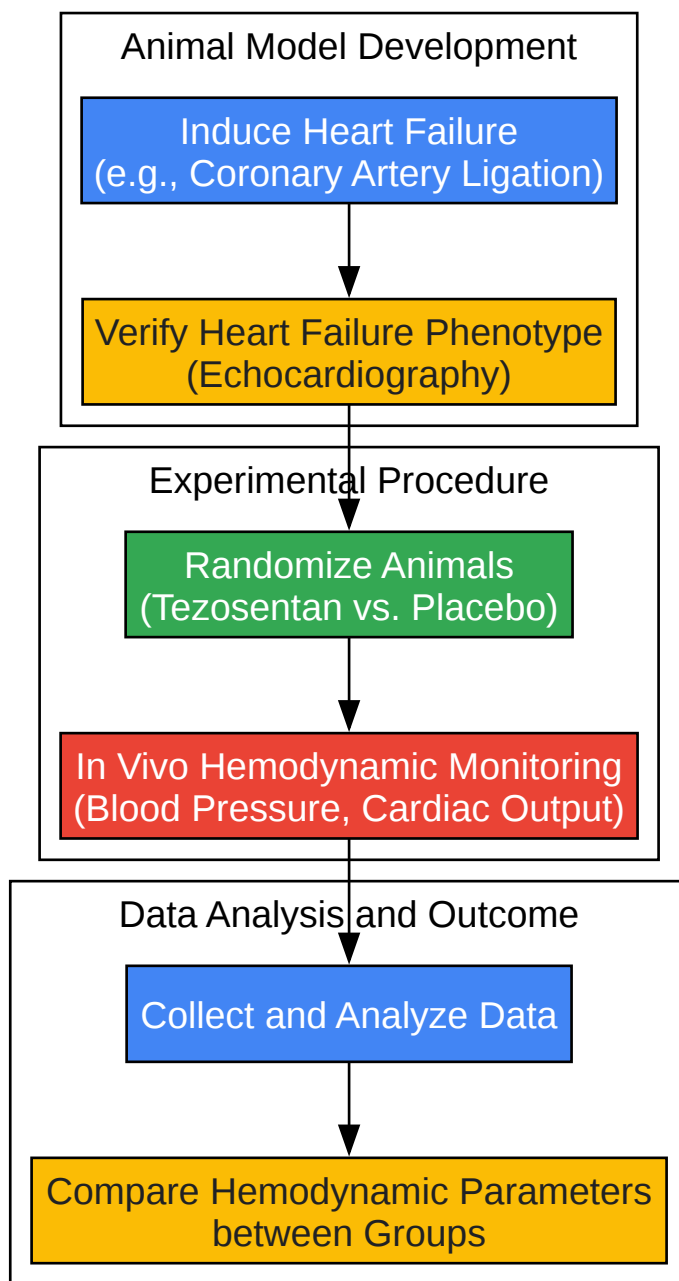 Animal Model Development
Induce Heart Failure
(e.g., Coronary Artery Ligation)
Verify Heart Failure Phenotype
(Echocardiography)
Experimental Procedure
Randomize Animals
(Tezosentan vs. Placebo)
In Vivo Hemodynamic Monitoring
(Blood Pressure, Cardiac Output)
Data Analysis and Outcome
Collect and Analyze Data
Compare Hemodynamic Parameters
between Groups